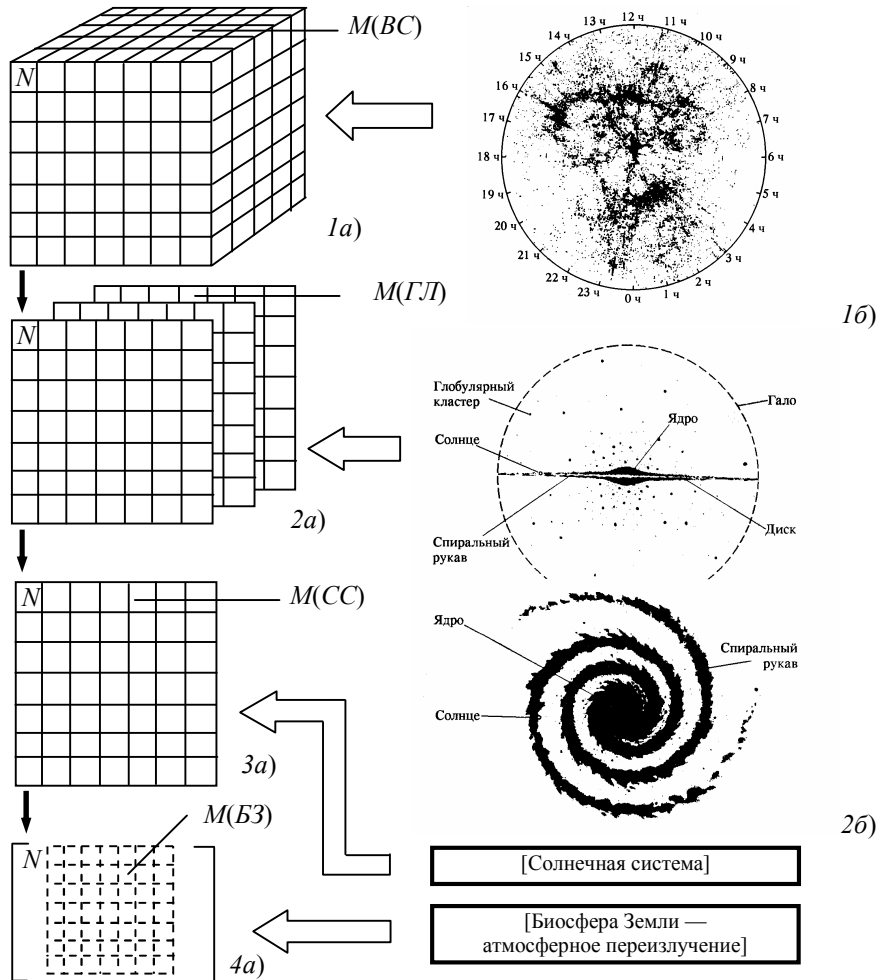 M(ВС)
N
1а)
12 ч
13 ч
11 ч
14 ч
10 ч
15 ч
9 ч
16 ч
8 ч
17 ч
7 ч
18 ч
6 ч
19 ч
5 ч
20 ч
4 ч
21 ч
3 ч
22 ч
2 ч
23 ч
1 ч
0 ч
1б)
M(ГЛ)
N
2а)
Глобулярный
кластер
Гало
Ядро
Солнце
Спиральный
рукав
Диск
N
M(СС)
3а)
Ядро
Спиральный
рукав
Солнце
2б)
M(БЗ)
N
4а)
[Солнечная система]
[Биосфера Земли —
атмосферное переизлучение]